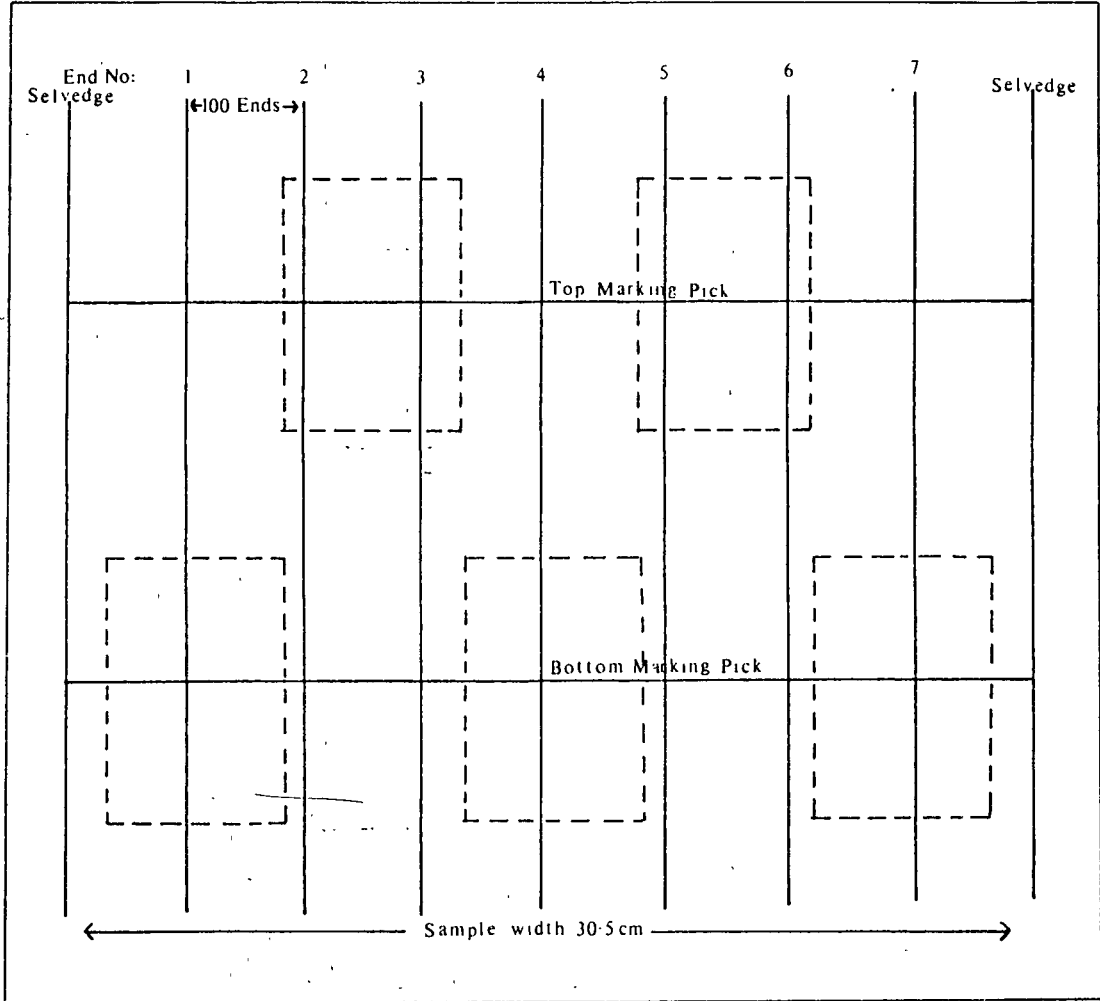 End No: 1 2 3 4 5 6 7
Selvedge Selvedge
←100 Ends→
Top Marking Pick
Bottom Marking Pick
Sample width 30·5cm